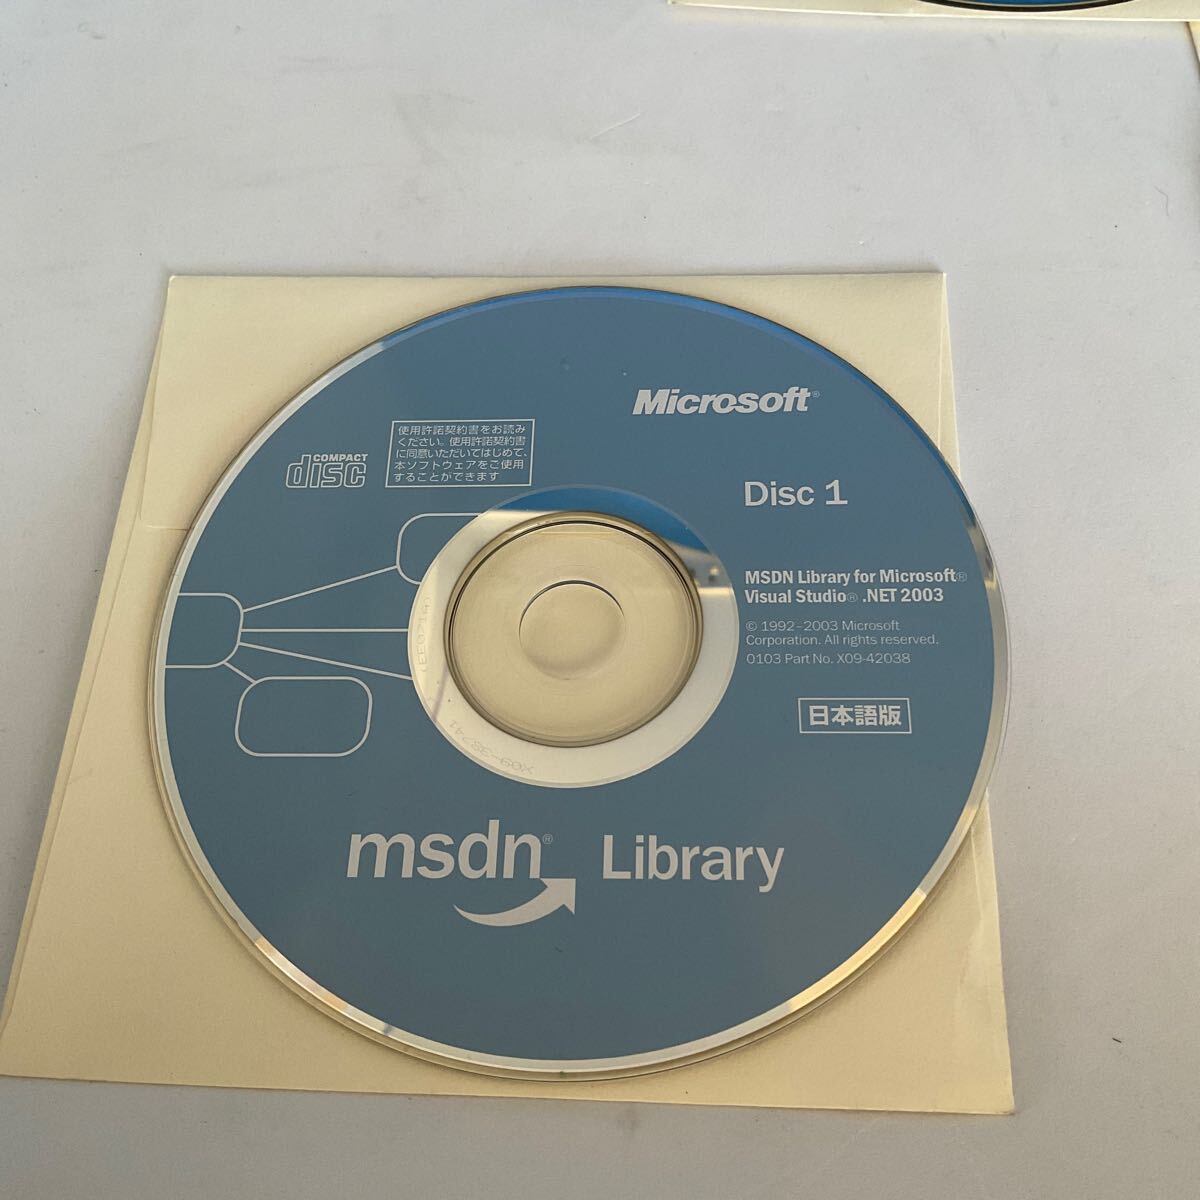 Microsoft®
使用許諾契約書をお読み
ください。使用許諾契約書
に同意いただいてはじめて、
本ソフトウェアをご使用
することができます
COMPACT
disc
Disc 1
MSDN Library for Microsoft®
Visual Studio® .NET 2003
© 1992-2003 Microsoft
Corporation. All rights reserved.
0103 Part No. X09-42038
日本語版
msdn® Library